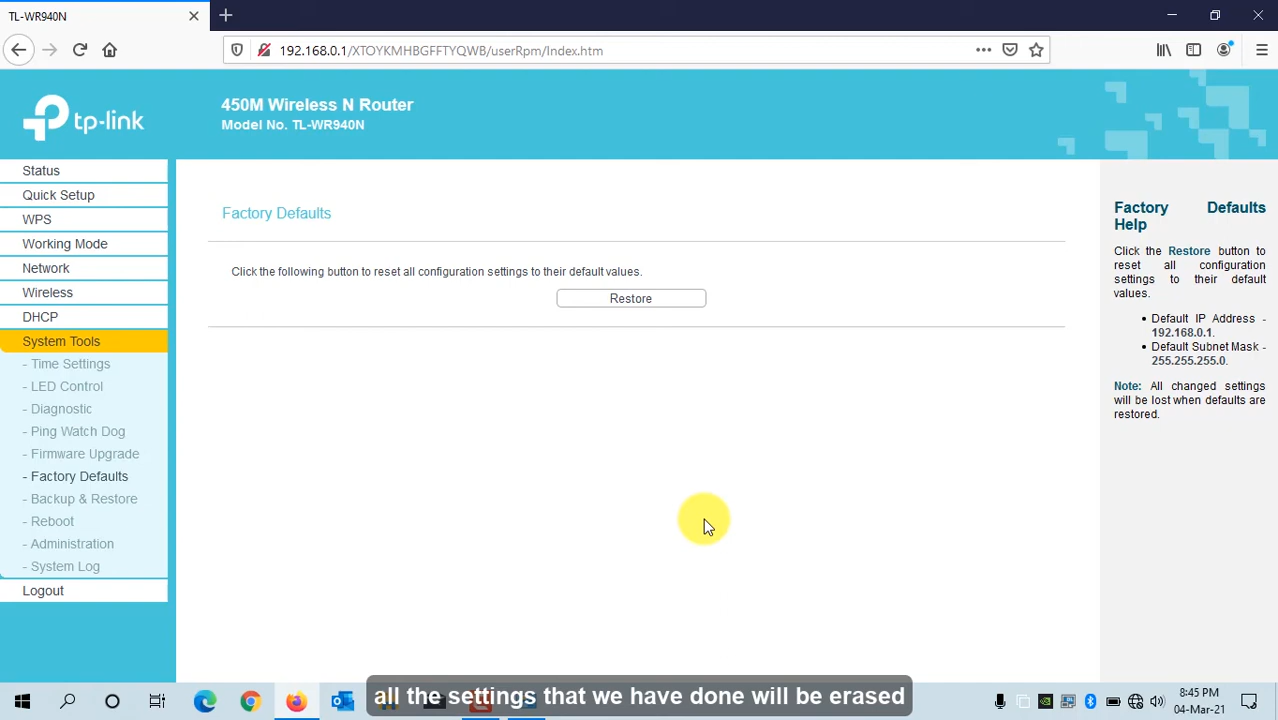 TL-WR940N
192.168.0.1/XTOYKMHBGFFTYQWB/userRpm/Index.htm
tp-link
450M Wireless N Router
Model No. TL-WR940N
Status
Quick Setup
WPS
Working Mode
Network
Wireless
DHCP
System Tools
- Time Settings
- LED Control
- Diagnostic
- Ping Watch Dog
- Firmware Upgrade
- Factory Defaults
- Backup & Restore
- Reboot
- Administration
- System Log
Logout
Factory Defaults
Click the following button to reset all configuration settings to their default values.
Restore
Factory Defaults
Help
Click the Restore button to
reset all configuration
settings to their default
values.
• Default IP Address -
192.168.0.1.
• Default Subnet Mask -
255.255.255.0.
Note: All changed settings
will be lost when defaults are
restored.
all the settings that we have done will be erased
8:45 PM
04-Mar-21